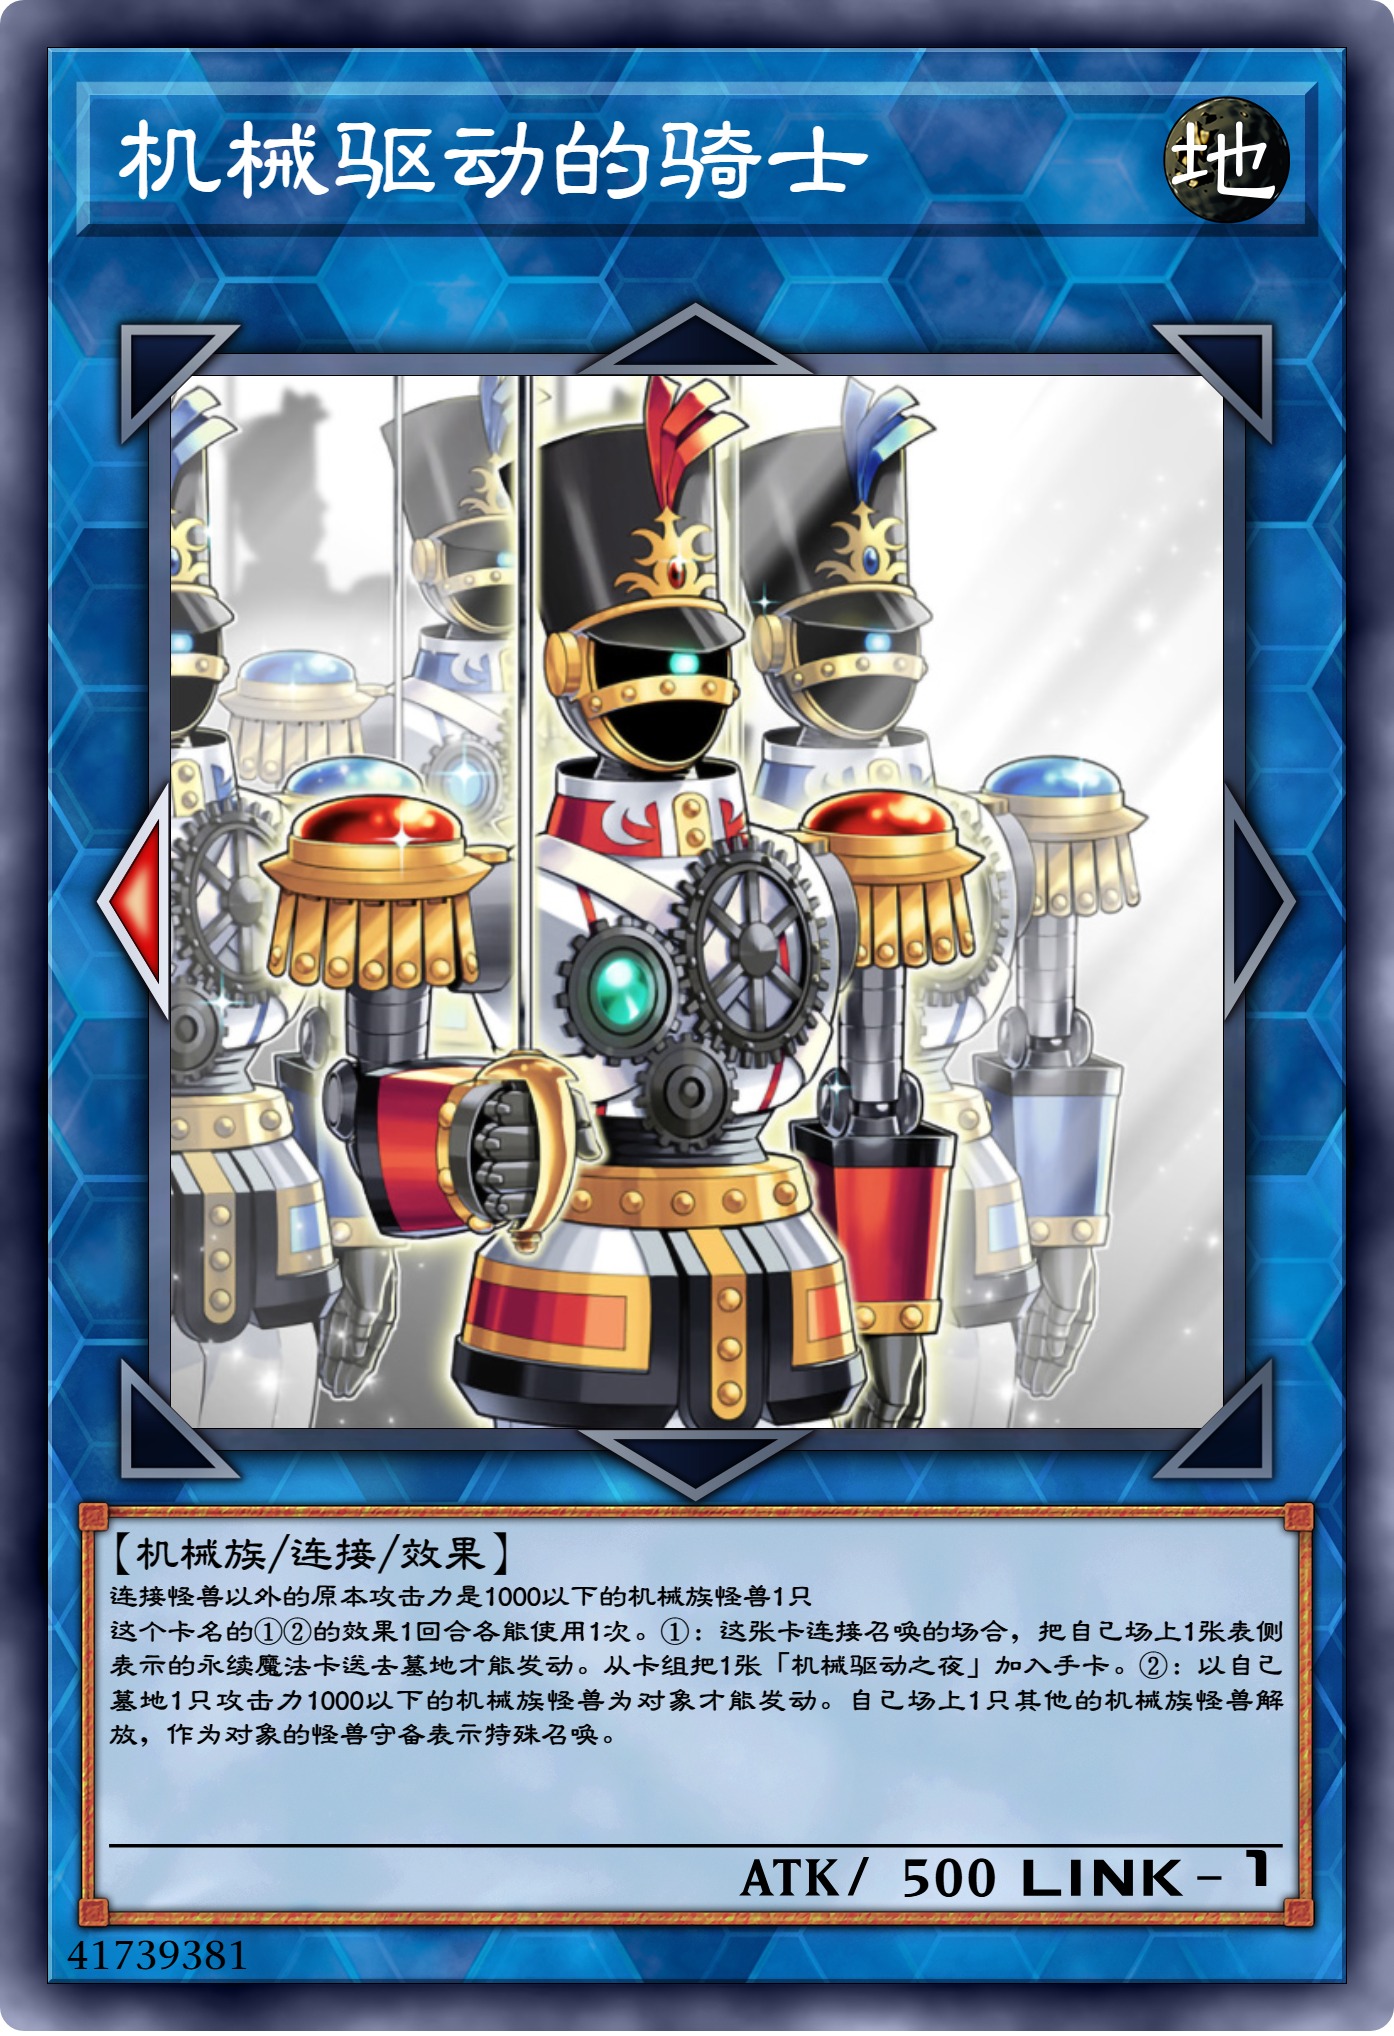 机械驱动的骑士
地
【机械族/连接/效果】
连接怪兽以外的原本攻击力是1000以下的机械族怪兽1只
这个卡名的①②的效果1回合各能使用1次。①：这张卡连接召唤的场合，把自己场上1张表侧
表示的永续魔法卡送去墓地才能发动。从卡组把1张「机械驱动之夜」加入手卡。②：以自己
墓地1只攻击力1000以下的机械族怪兽为对象才能发动。自己场上1只其他的机械族怪兽解
放，作为对象的怪兽守备表示特殊召唤。
ATK/ 500 LINK-1
41739381